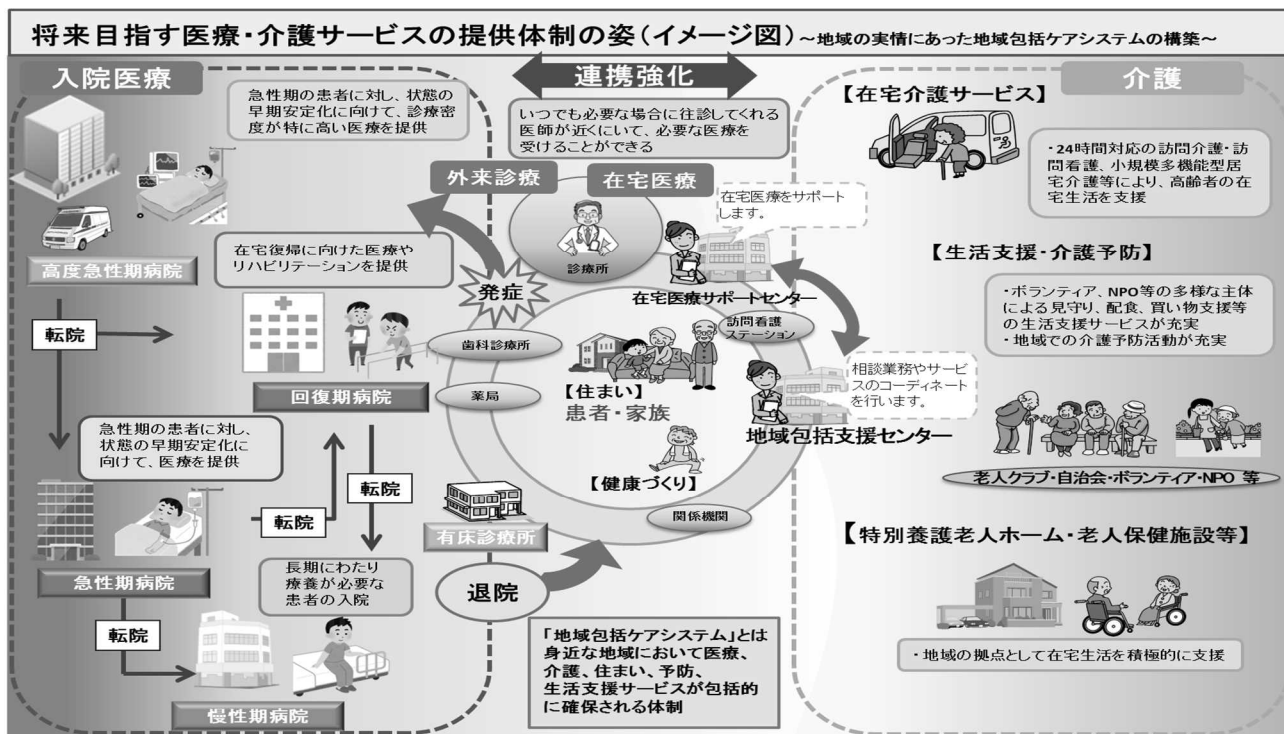 将来目指す医療・介護サービスの提供体制の姿(イメージ図)～地域の実情にあった地域包括ケアシステムの構築～
入院医療
急性期の患者に対し、状態の
早期安定化に向けて、診療密
度が特に高い医療を提供
高度急性期病院
転院
在宅復帰に向けた医療や
リハビリテーションを提供
回復期病院
急性期の患者に対し、
状態の早期安定化に
向けて、医療を提供
転院
転院
急性期病院
長期にわたり
療養が必要な
患者の入院
転院
慢性期病院
連携強化
いつでも必要な場合に往診してくれる
医師が近くにいて、必要な医療を
受けることができる
外来診療
在宅医療
在宅医療をサポート
します。
診療所
在宅医療サポートセンター
発症
歯科診療所
訪問看護
ステーション
薬局
【住まい】
患者・家族
相談業務やサービス
のコーディネート
を行います。
地域包括支援センター
【健康づくり】
関係機関
有床診療所
退院
「地域包括ケアシステム」とは
身近な地域において医療、
介護、住まい、予防、
生活支援サービスが包括的
に確保される体制
介護
【在宅介護サービス】
・24時間対応の訪問介護・訪
問看護、小規模多機能型居
宅介護等により、高齢者の在
宅生活を支援
【生活支援・介護予防】
・ボランティア、NPO等の多様な主体
による見守り、配食、買い物支援等
の生活支援サービスが充実
・地域での介護予防活動が充実
老人クラブ・自治会・ボランティア・NPO 等
【特別養護老人ホーム・老人保健施設等】
・地域の拠点として在宅生活を積極的に支援